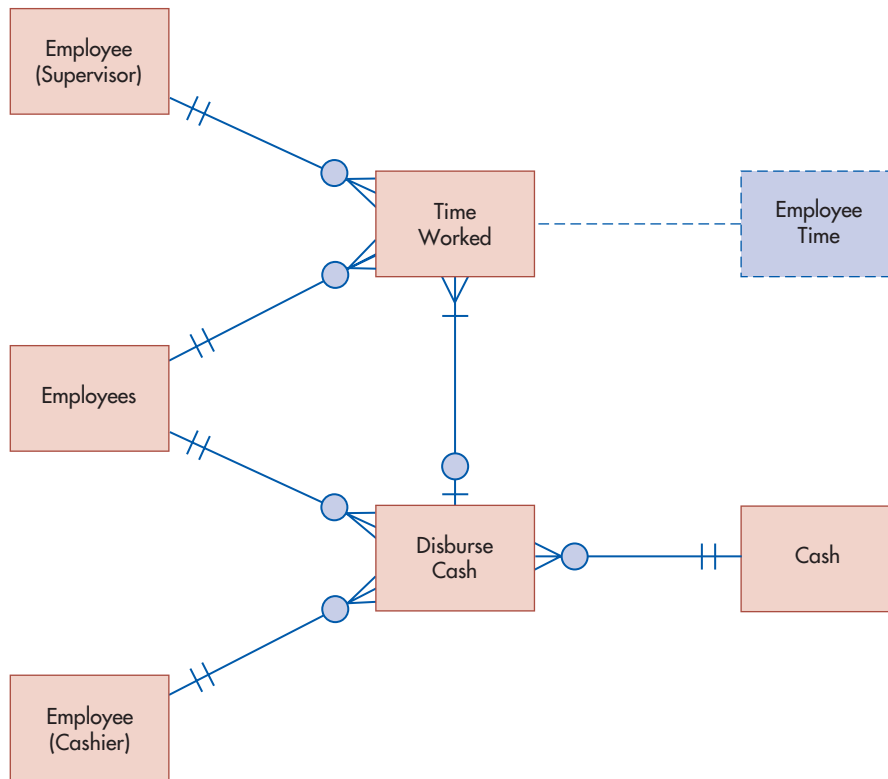 Employee
(Supervisor)
Time
Worked
Employee
Time
Employees
Disburse
Cash
Cash
Employee
(Cashier)